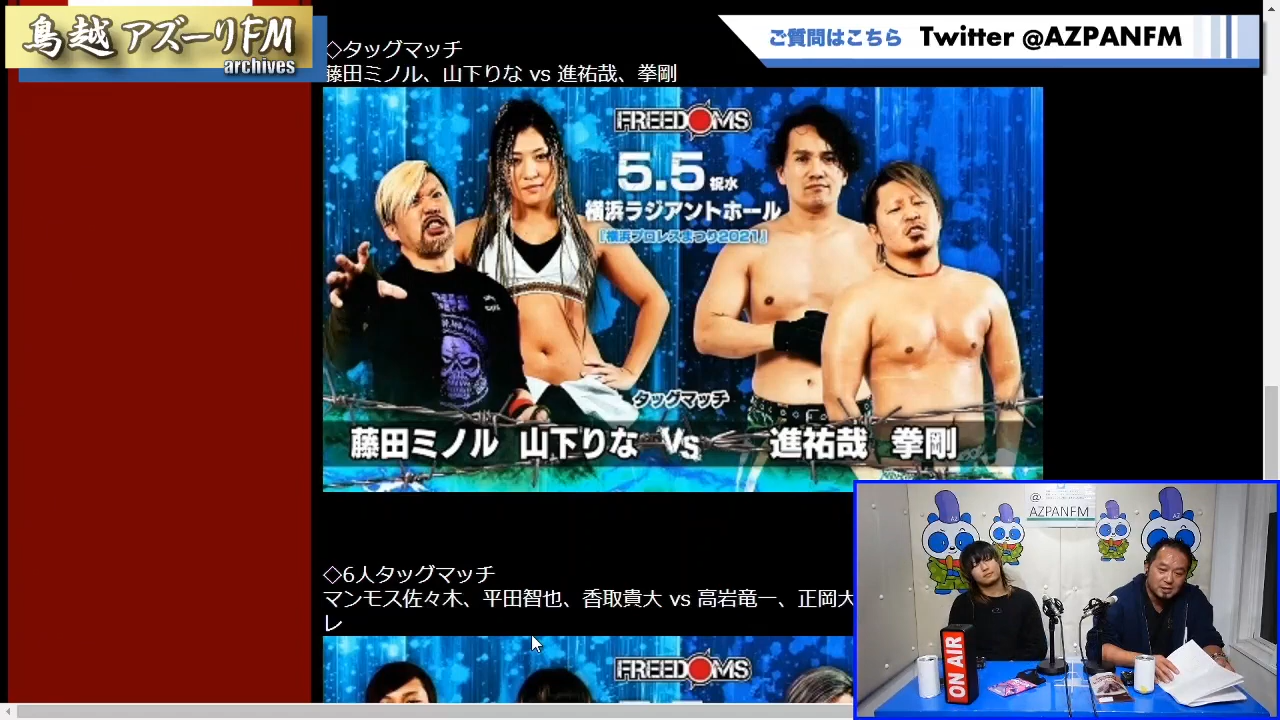 鳥越アズーリFM
archives
ご質問はこちら Twitter @AZPANFM
◇タッグマッチ
藤田ミノル、山下りな vs 進祐哉、拳剛
FREEDOMS
5.5 祝水
横浜ラジアントホール
『横浜プロレスまつり2021』
タッグマッチ
藤田ミノル 山下りな Vs 進祐哉 拳剛
◇6人タッグマッチ
マンモス佐々木、平田智也、香取貴大 vs 高岩竜一、正岡大
レ
FREEDOMS
@
AZPANFM
ON AIR